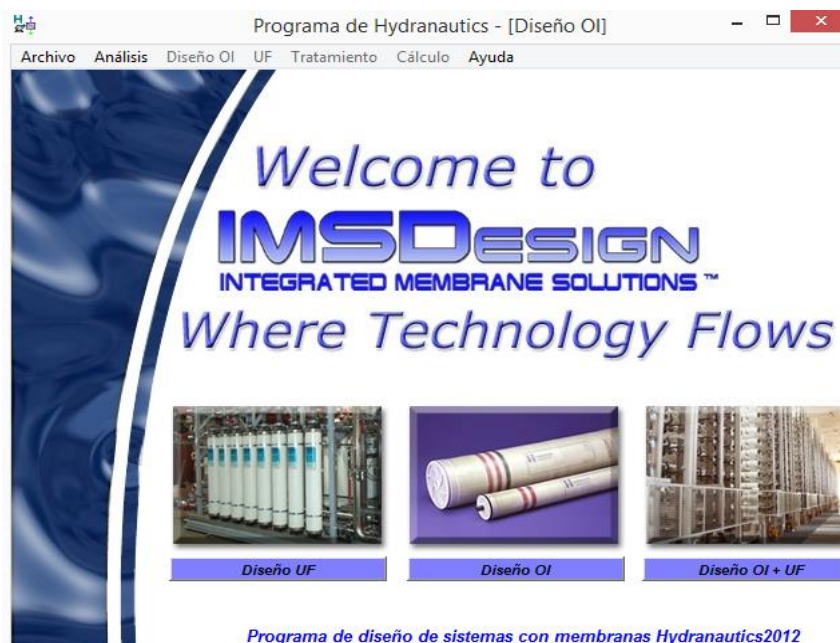 Programa de Hydranautics - [Diseño OI]
Archivo Análisis Diseño OI UF Tratamiento Cálculo Ayuda
Welcome to
IMSDESIGN
INTEGRATED MEMBRANE SOLUTIONS ™
Where Technology Flows
Diseño UF Diseño OI Diseño OI + UF
Programa de diseño de sistemas con membranas Hydranautics2012